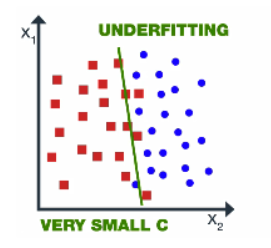 UNDERFITTING
X1
X2
VERY SMALL C